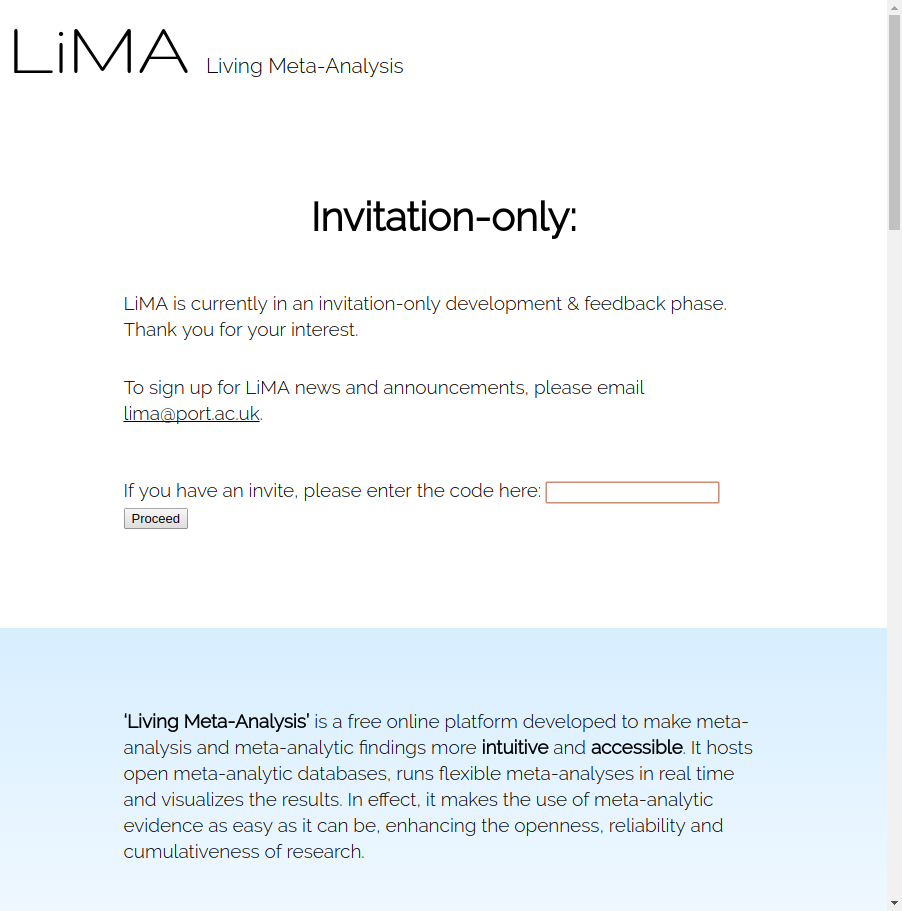 LiMA Living Meta-Analysis
Invitation-only:
LiMA is currently in an invitation-only development & feedback phase.
Thank you for your interest.
To sign up for LiMA news and announcements, please email
lima@port.ac.uk.
If you have an invite, please enter the code here:
Proceed
'Living Meta-Analysis' is a free online platform developed to make meta-
analysis and meta-analytic findings more intuitive and accessible. It hosts
open meta-analytic databases, runs flexible meta-analyses in real time
and visualizes the results. In effect, it makes the use of meta-analytic
evidence as easy as it can be, enhancing the openness, reliability and
cumulativeness of research.